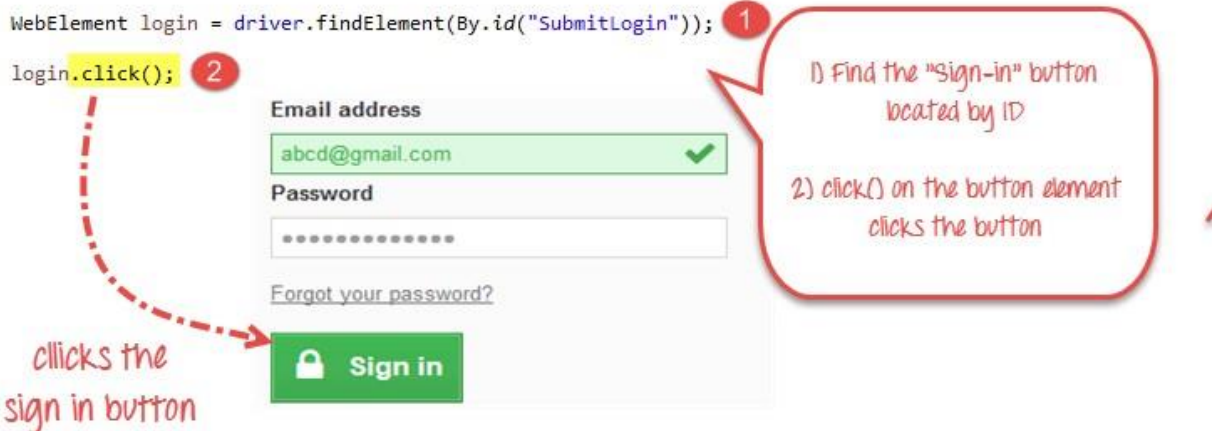 WebElement login = driver.findElement(By.id("SubmitLogin")); 1
login.click(); 2
1) Find the "Sign-in" button
located by ID
2) click() on the button element
clicks the button
Email address
abcd@gmail.com
Password
Forgot your password?
Sign in
cllicks the
sign in button